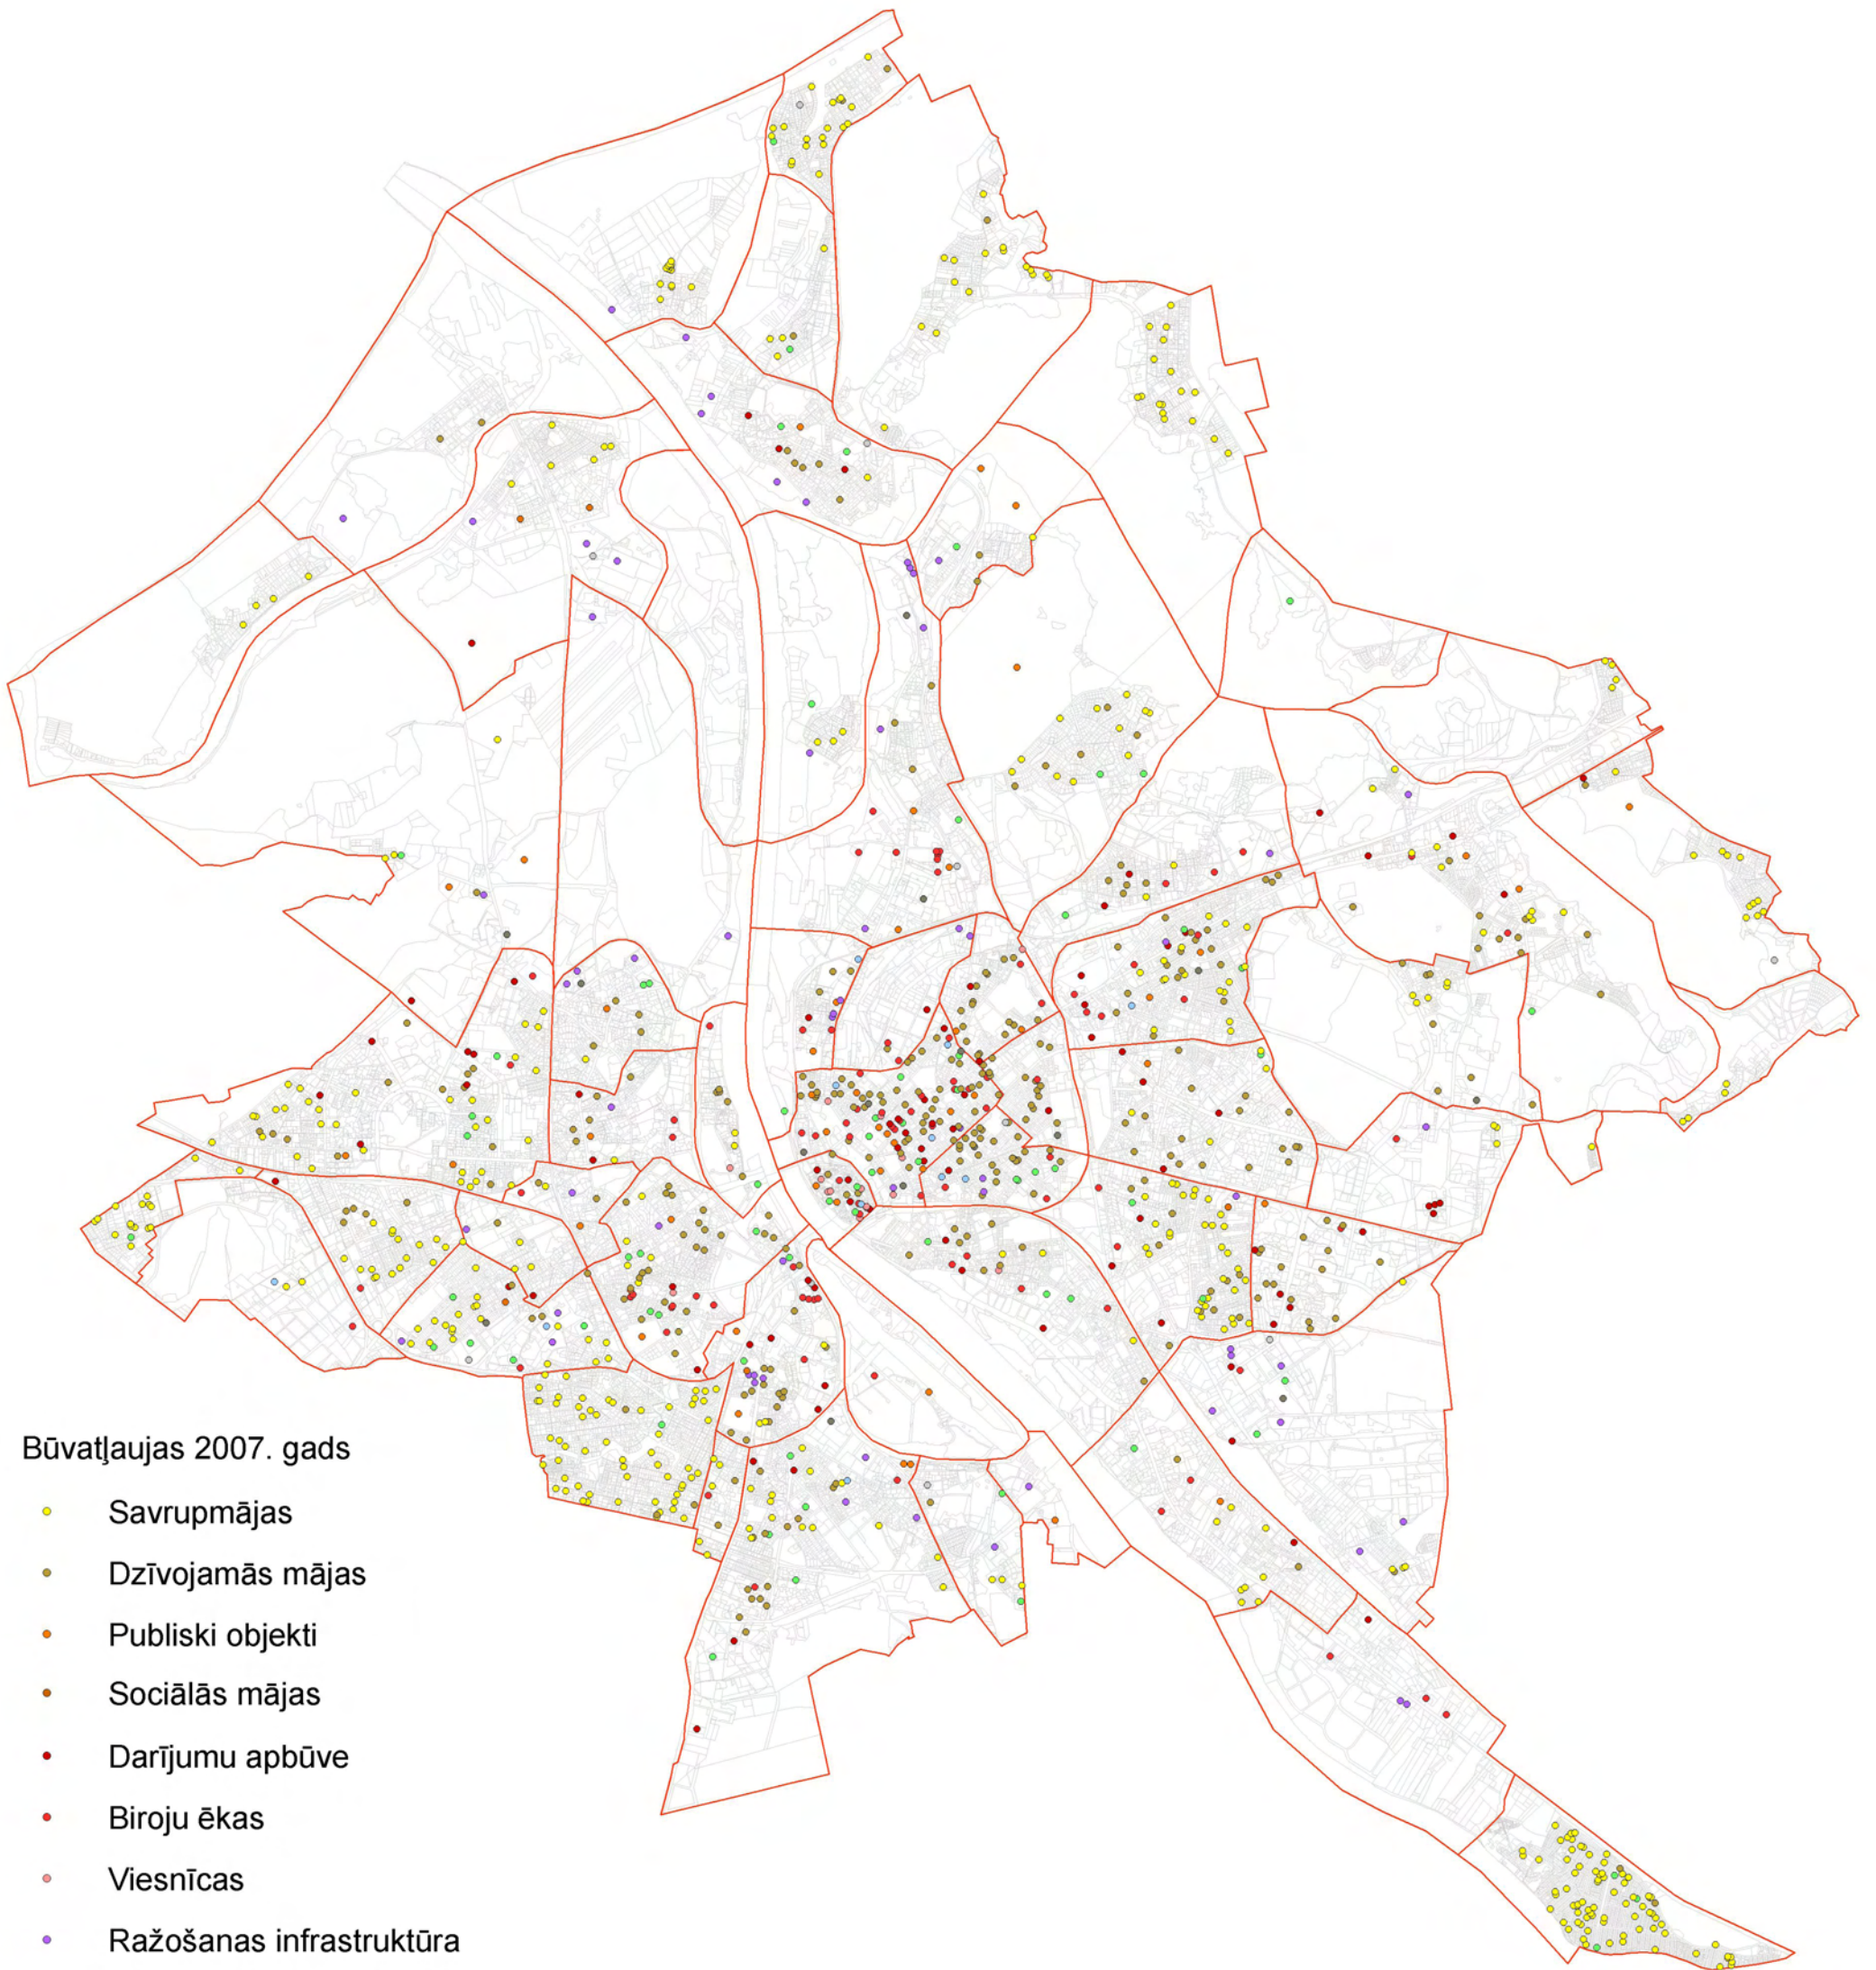 Būvatļaujas 2007. gads
Savrupmājas
Dzīvojamās mājas
Publiski objekti
Sociālās mājas
Darījumu apbūve
Biroju ēkas
Viesnīcas
Ražošanas infrastruktūra